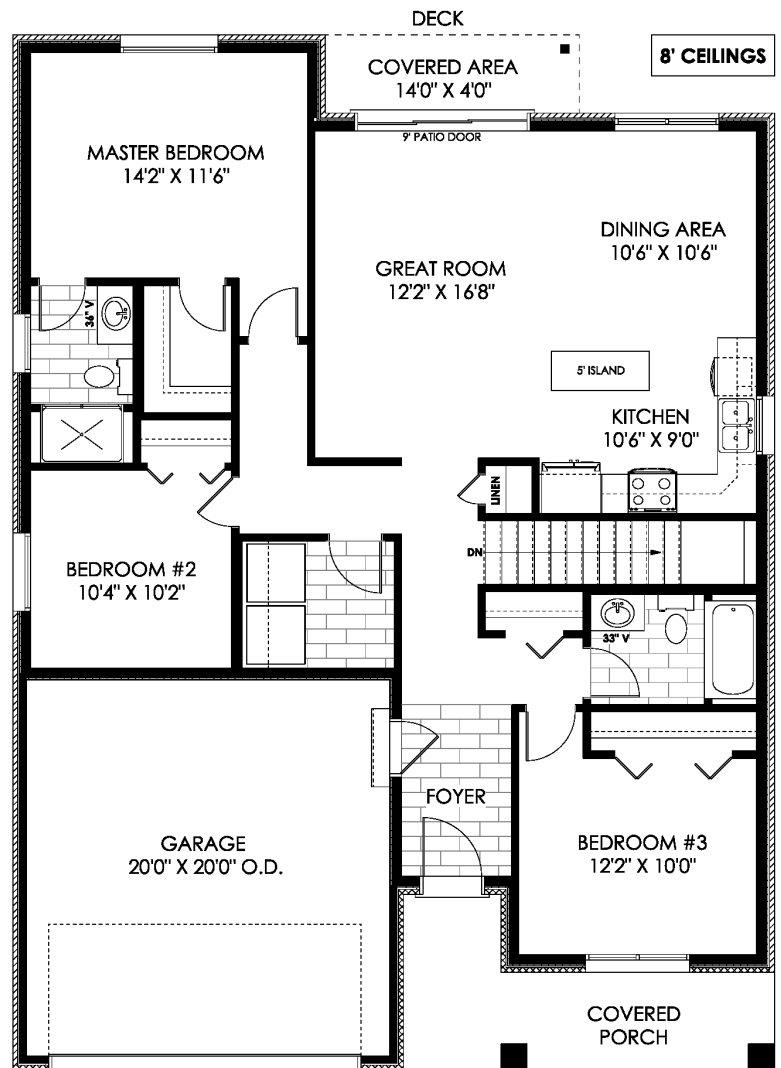 DECK
8' CEILINGS
COVERED AREA
14'0" X 4'0"
9' PATIO DOOR
MASTER BEDROOM
14'2" X 11'6"
DINING AREA
10'6" X 10'6"
GREAT ROOM
12'2" X 16'8"
36" V
5' ISLAND
KITCHEN
10'6" X 9'0"
LINEN
DN
BEDROOM #2
10'4" X 10'2"
33" V
FOYER
GARAGE
20'0" X 20'0" O.D.
BEDROOM #3
12'2" X 10'0"
COVERED
PORCH